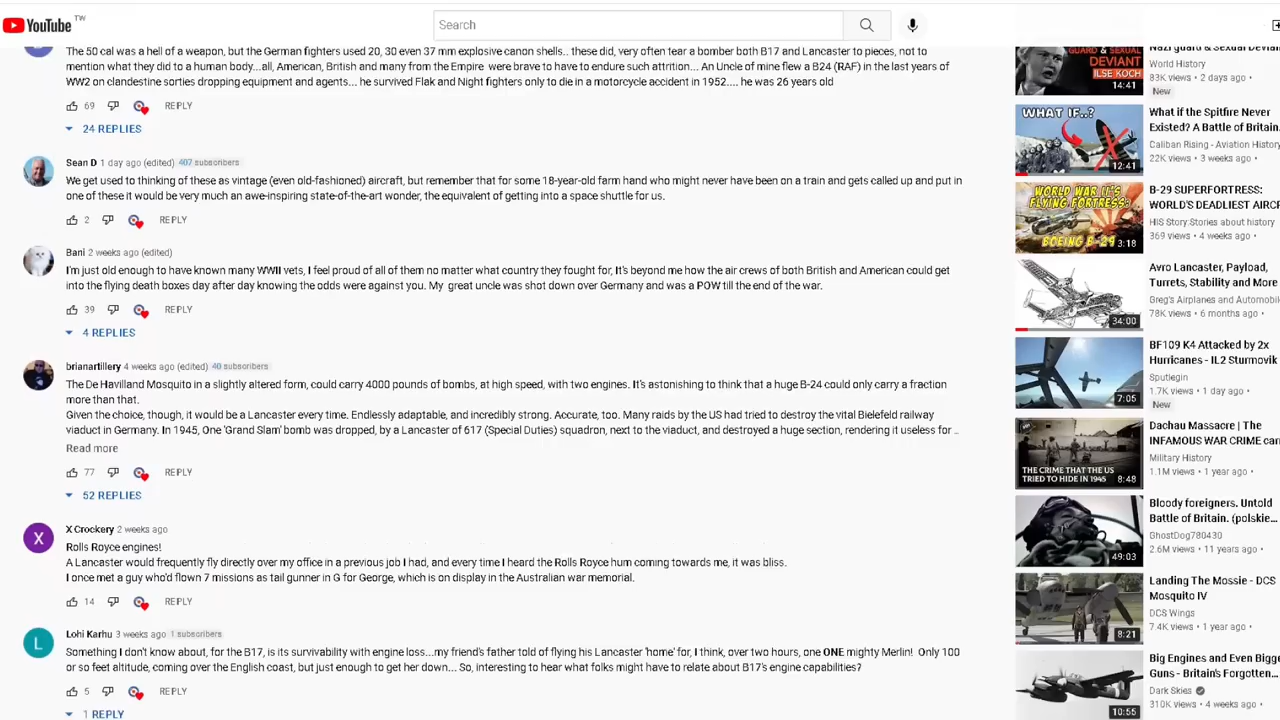 YouTube TW
Search
The 50 cal was a hell of a weapon, but the German fighters used 20, 30 even 37 mm explosive canon shells.. these did, very often tear a bomber both B17 and Lancaster to pieces, not to
mention what they did to a human body...all, American, British and many from the Empire were brave to have to endure such attrition... An Uncle of mine flew a B24 (RAF) in the last years of
WW2 on clandestine sorties dropping equipment and agents... he survived Flak and Night fighters only to die in a motorcycle accident in 1952.... he was 26 years old
69 REPLY
24 REPLIES
Sean D 1 day ago (edited) 407 subscribers
We get used to thinking of these as vintage (even old-fashioned) aircraft, but remember that for some 18-year-old farm hand who might never have been on a train and gets called up and put in
one of these it would be very much an awe-inspiring state-of-the-art wonder, the equivalent of getting into a space shuttle for us.
2 REPLY
Bani 2 weeks ago (edited)
I'm just old enough to have known many WWII vets, I feel proud of all of them no matter what country they fought for, It's beyond me how the air crews of both British and American could get
into the flying death boxes day after day knowing the odds were against you. My great uncle was shot down over Germany and was a POW till the end of the war.
39 REPLY
4 REPLIES
brianartillery 4 weeks ago (edited) 40 subscribers
The De Havilland Mosquito in a slightly altered form, could carry 4000 pounds of bombs, at high speed, with two engines. It's astonishing to think that a huge B-24 could only carry a fraction
more than that.
Given the choice, though, it would be a Lancaster every time. Endlessly adaptable, and incredibly strong. Accurate, too. Many raids by the US had tried to destroy the vital Bielefeld railway
viaduct in Germany. In 1945, One 'Grand Slam' bomb was dropped, by a Lancaster of 617 (Special Duties) squadron, next to the viaduct, and destroyed a huge section, rendering it useless for ...
Read more
77 REPLY
52 REPLIES
X
X Crockery 2 weeks ago
Rolls Royce engines!
A Lancaster would frequently fly directly over my office in a previous job I had, and every time I heard the Rolls Royce hum coming towards me, it was bliss.
I once met a guy who'd flown 7 missions as tail gunner in G for George, which is on display in the Australian war memorial.
14 REPLY
L
Lohi Karhu 3 weeks ago 1 subscribers
Something I don't know about, for the B17, is its survivability with engine loss...my friend's father told of flying his Lancaster 'home' for, I think, over two hours, one ONE mighty Merlin! Only 100
or so feet altitude, coming over the English coast, but just enough to get her down... So, interesting to hear what folks might have to relate about B17's engine capabilities?
5 REPLY
1 REPLY
GUARD & SEXUAL
DEVIANT
ILSE KOCH
14:41
Nazi guard & Sexual Deviant
World History
83K views • 2 days ago •
New
WHAT IF..?
12:41
What if the Spitfire Never
Existed? A Battle of Britain
Caliban Rising - Aviation History
22K views • 3 weeks ago •
WORLD WAR II'S
FLYING FORTRESS:
BOEING B-29
3:18
B-29 SUPERFORTRESS:
WORLD'S DEADLIEST AIRCR
HIS Story:Stories about history
369 views • 4 weeks ago •
34:00
Avro Lancaster, Payload,
Turrets, Stability and More
Greg's Airplanes and Automobil
78K views • 6 months ago •
7:05
BF109 K4 Attacked by 2x
Hurricanes - IL2 Sturmovik
Sputiegin
1.7K views • 1 day ago •
New
THE CRIME THAT THE US
TRIED TO HIDE IN 1945
8:48
Dachau Massacre | The
INFAMOUS WAR CRIME car
Military History
1.1M views • 1 year ago •
49:03
Bloody foreigners. Untold
Battle of Britain. (polskie...
GhostDog780430
2.6M views • 11 years ago •
8:21
Landing The Mossie - DCS
Mosquito IV
DCS Wings
7.4K views • 1 year ago •
10:55
Big Engines and Even Bigge
Guns - Britain's Forgotten...
Dark Skies
310K views • 4 weeks ago •